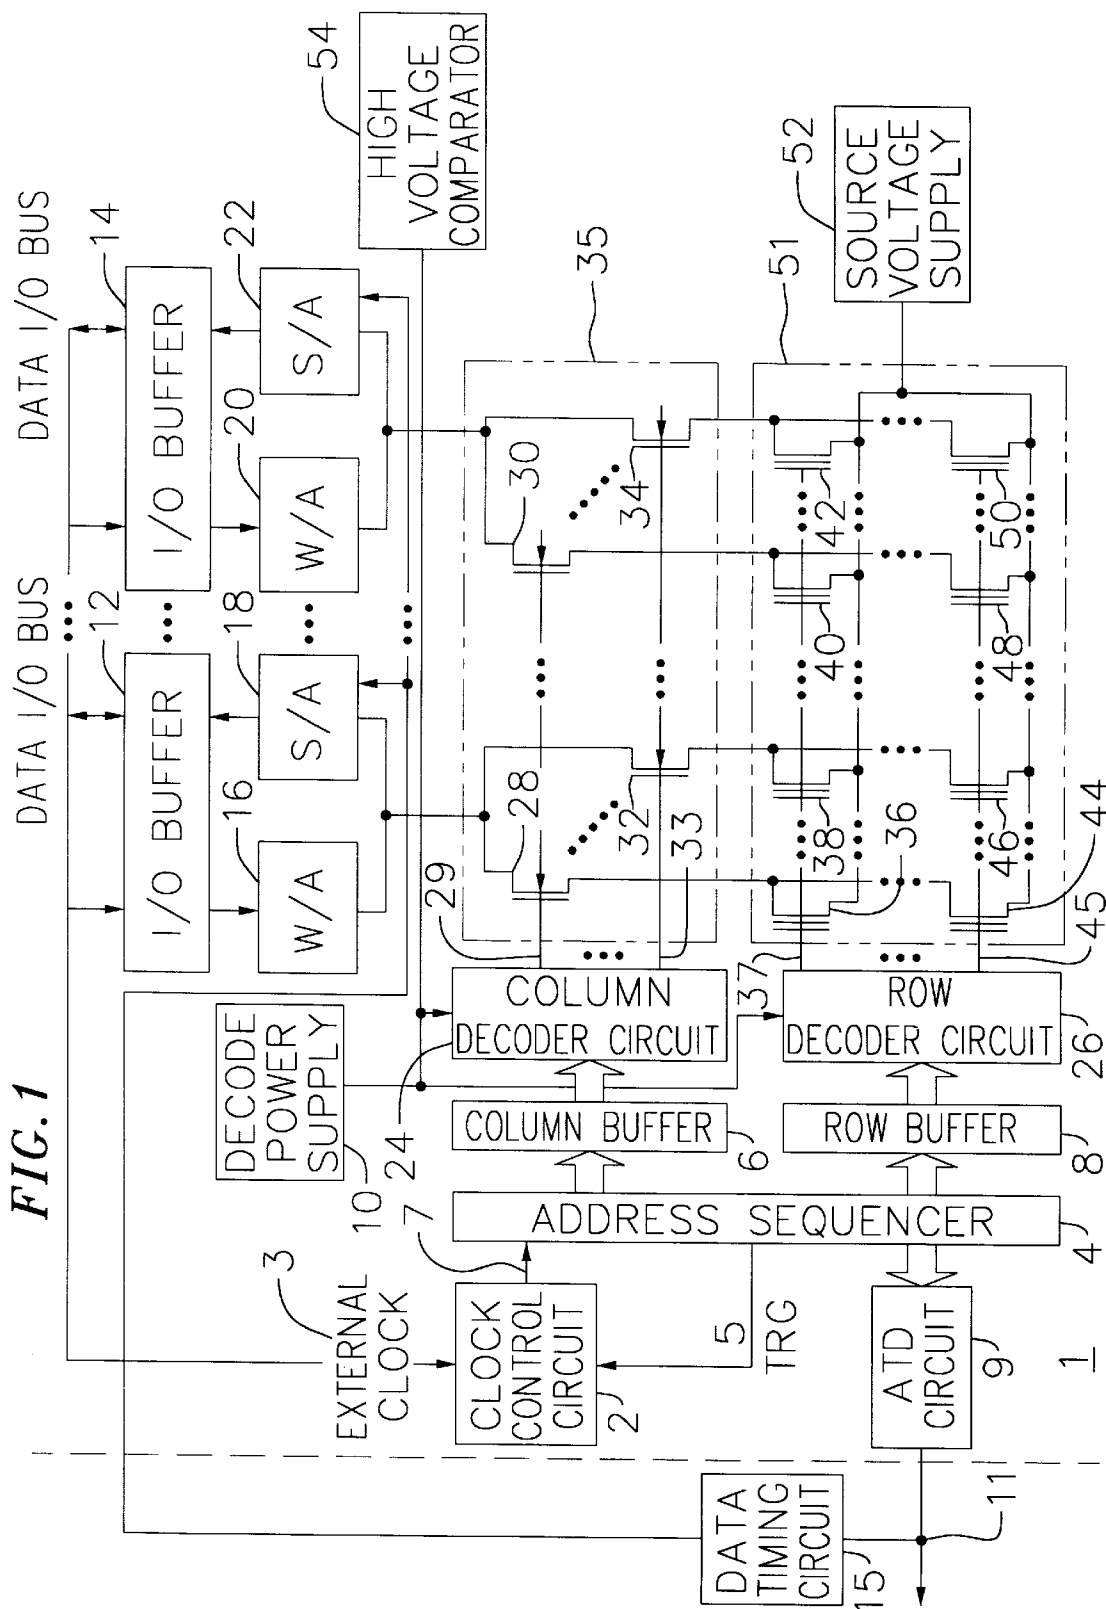 FIG.1
DATA I/O BUS
DATA I/O BUS
12
14
I/O BUFFER
I/O BUFFER
16
18
20
22
W/A
S/A
W/A
S/A
54
HIGH
VOLTAGE
COMPARATOR
DECODE
POWER
SUPPLY
10
3
EXTERNAL
CLOCK
7
CLOCK
CONTROL
CIRCUIT
2
5
TRG
ADDRESS SEQUENCER
4
COLUMN BUFFER
6
ROW BUFFER
8
24
COLUMN
DECODER CIRCUIT
ROW
DECODER CIRCUIT
26
29
28
30
32
33
34
35
37
38
36
40
42
51
52
SOURCE
VOLTAGE
SUPPLY
45
44
46
48
50
ATD
CIRCUIT
9
1
DATA
TIMING
CIRCUIT
15
11